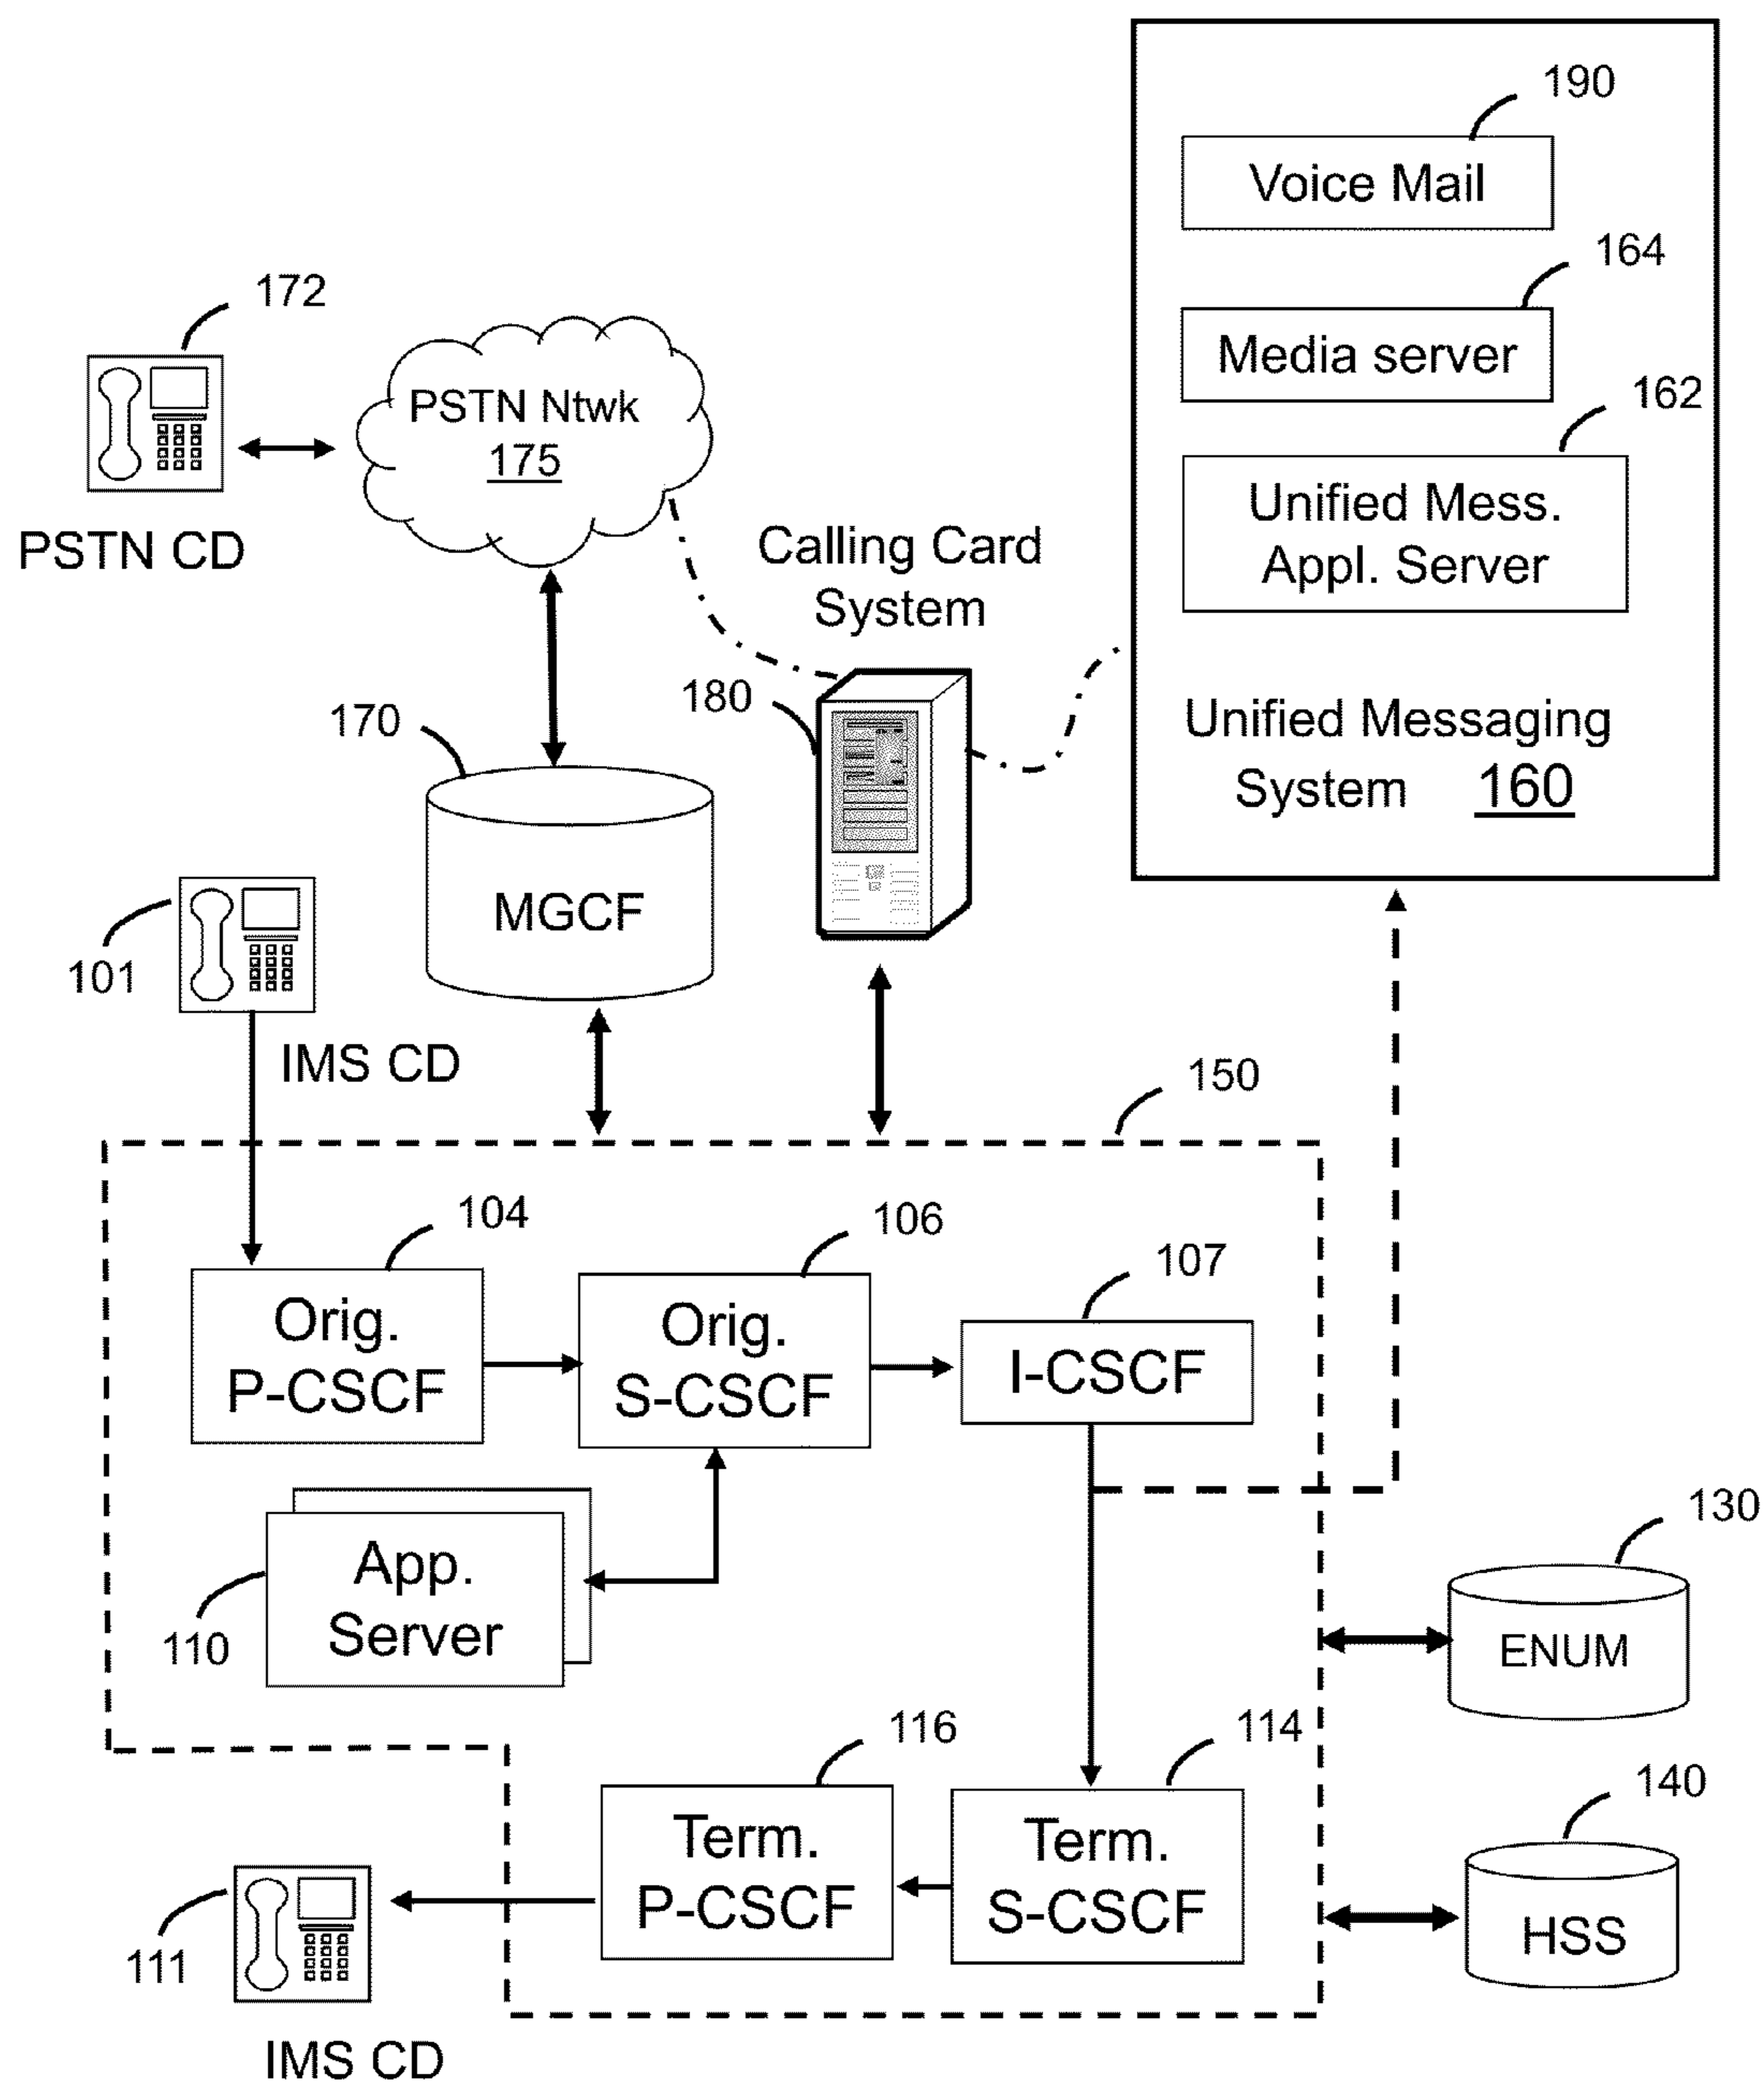 190
Voice Mail
164
Media server
162
Unified Mess.
Appl. Server
Unified Messaging
System 160
172
PSTN CD
PSTN Ntwk
175
Calling Card
System
180
170
MGCF
101
IMS CD
150
104
Orig.
P-CSCF
106
Orig.
S-CSCF
107
I-CSCF
110
App.
Server
130
ENUM
116
Term.
P-CSCF
114
Term.
S-CSCF
140
HSS
111
IMS CD